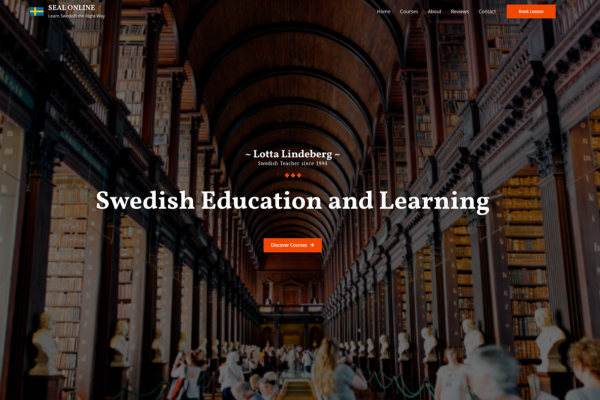 SEAL ONLINE
Learn Swedish the Right Way
Home Courses About Reviews Contact Book Lesson
~ Lotta Lindeberg ~
Swedish Teacher since 1994
Swedish Education and Learning
Discover Courses →